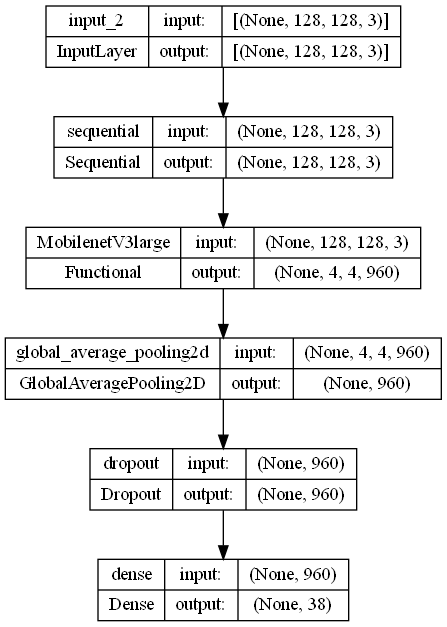 input_2 input: [(None, 128, 128, 3)]
InputLayer output: [(None, 128, 128, 3)]
sequential input: (None, 128, 128, 3)
Sequential output: (None, 128, 128, 3)
MobilenetV3large input: (None, 128, 128, 3)
Functional output: (None, 4, 4, 960)
global_average_pooling2d input: (None, 4, 4, 960)
GlobalAveragePooling2D output: (None, 960)
dropout input: (None, 960)
Dropout output: (None, 960)
dense input: (None, 960)
Dense output: (None, 38)